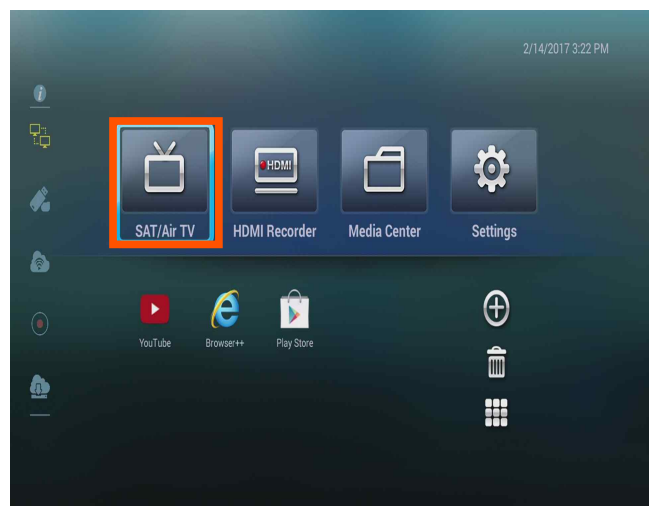 2/14/2017 3:22 PM
i
HDMI
SAT/Air TV
HDMI Recorder
Media Center
Settings
YouTube
Browser++
Play Store